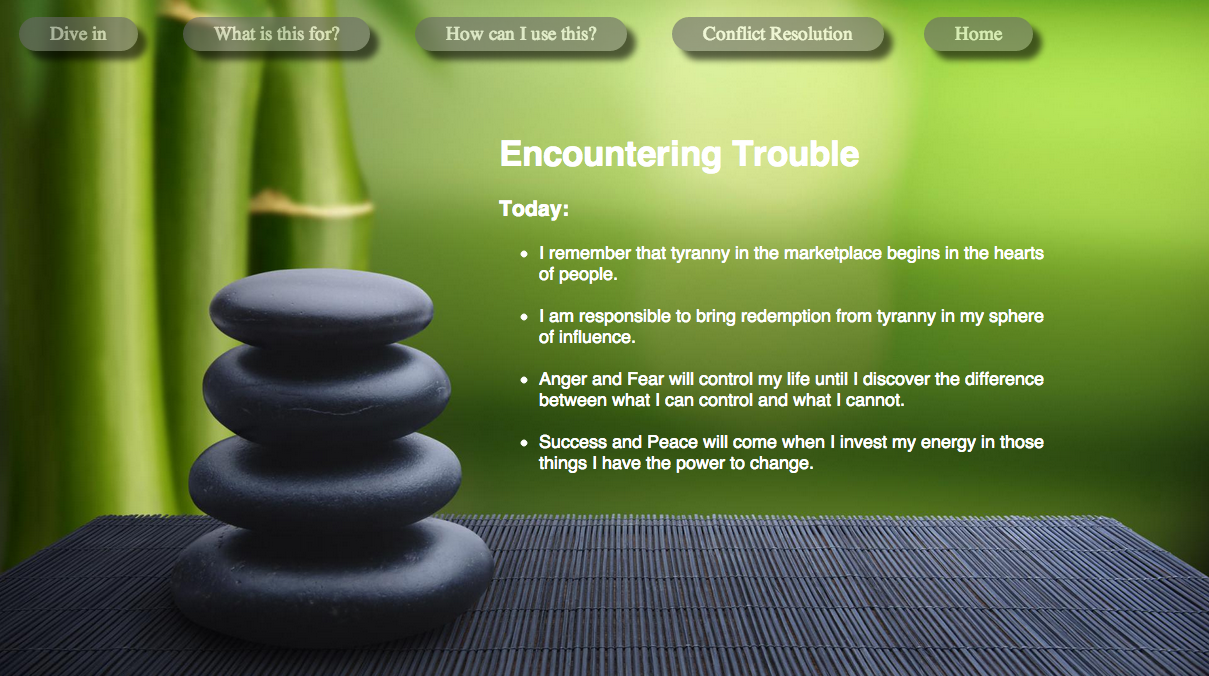 Dive in
What is this for?
How can I use this?
Conflict Resolution
Home
Encountering Trouble
Today:
• I remember that tyranny in the marketplace begins in the hearts
of people.
• I am responsible to bring redemption from tyranny in my sphere
of influence.
• Anger and Fear will control my life until I discover the difference
between what I can control and what I cannot.
• Success and Peace will come when I invest my energy in those
things I have the power to change.